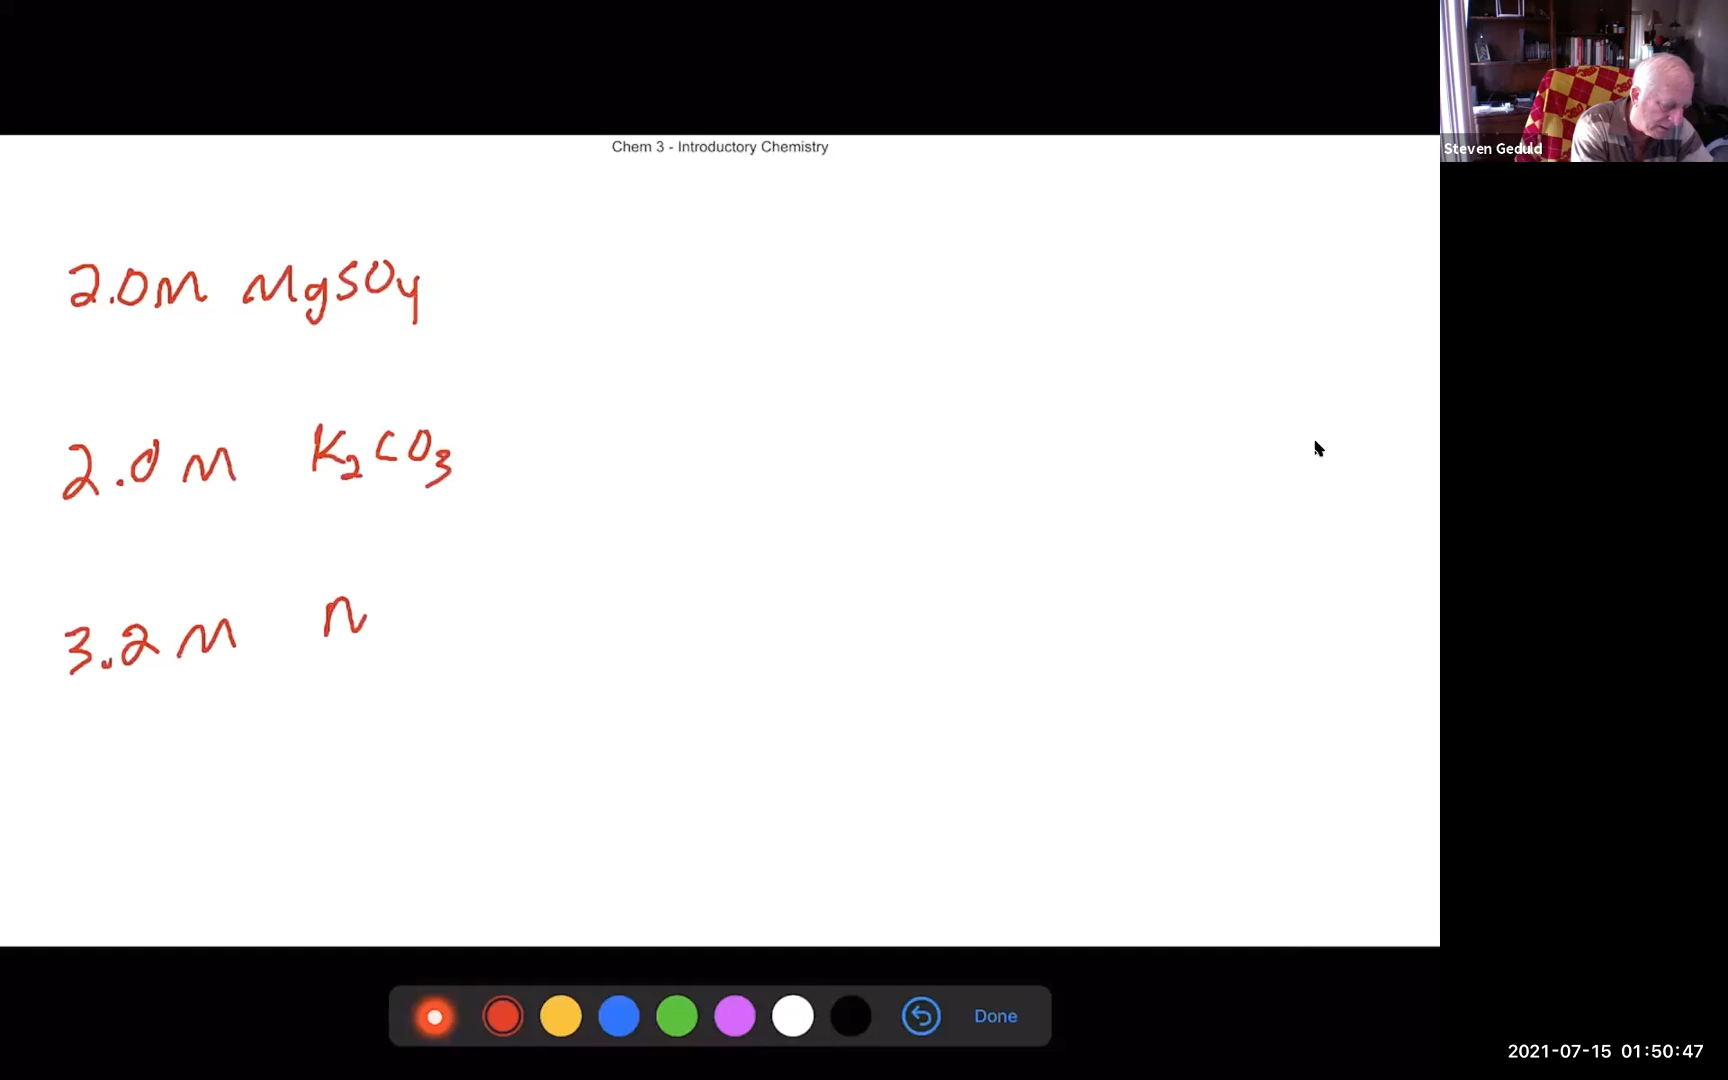 Chem 3 - Introductory Chemistry
Steven Geduld
2.0M MgSO4
2.0 M K2CO3
3.2 M N
Done
2021-07-15 01:50:47